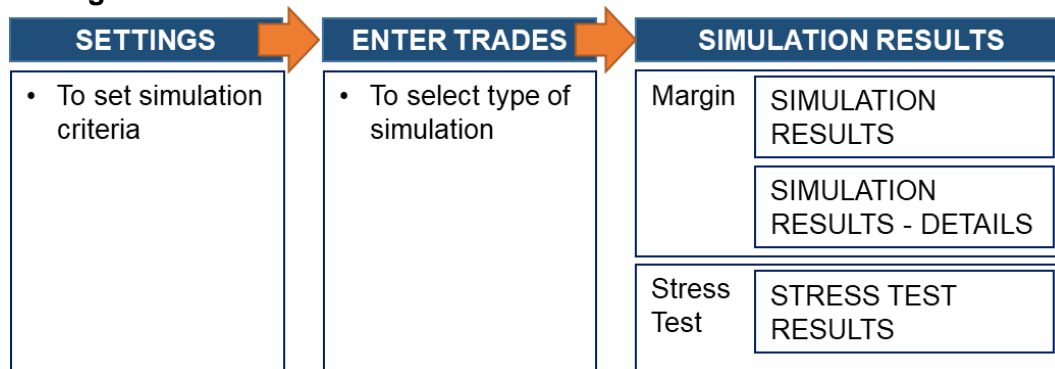 SETTINGS
ENTER TRADES
SIMULATION RESULTS
• To set simulation
criteria
• To select type of
simulation
Margin
SIMULATION
RESULTS
SIMULATION
RESULTS - DETAILS
Stress
Test
STRESS TEST
RESULTS